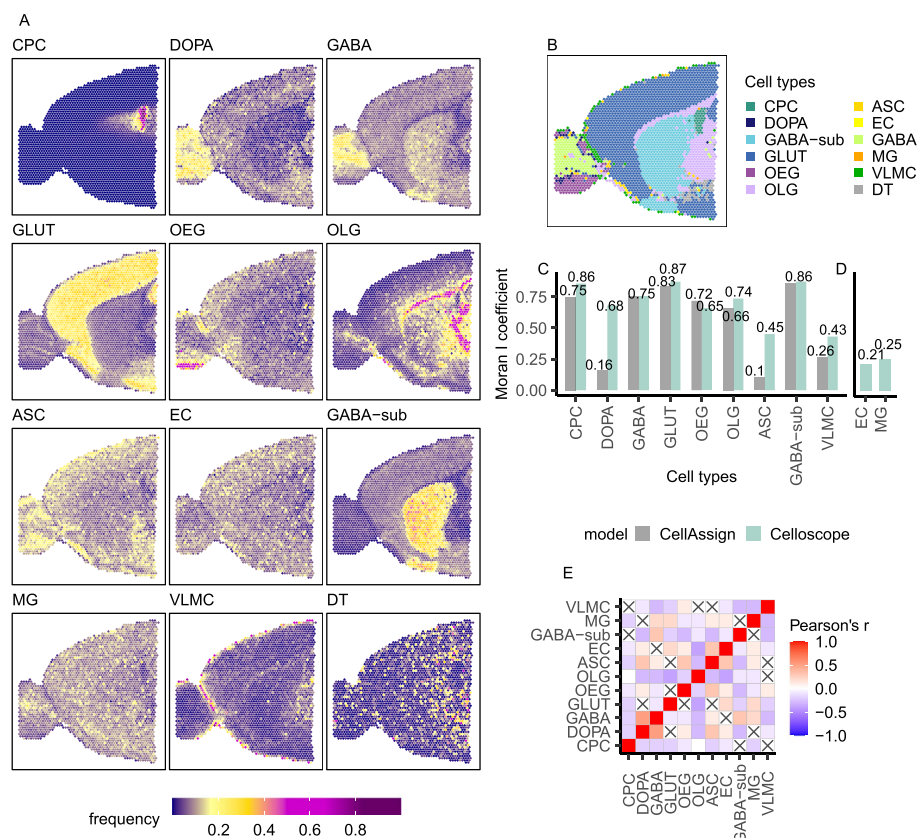 A
CPC DOPA GABA
GLUT OEG OLG
ASC EC GABA−sub
MG VLMC DT
frequency
0.2 0.4 0.6 0.8
B
Cell types
CPC ASC
DOPA EC
GABA−sub GABA
GLUT MG
OEG VLMC
OLG DT
C D
Moran I coefficient
0.75
0.50
0.25
0.00
0.75 0.86 0.16 0.68 0.75 0.83 0.87 0.72 0.65 0.66 0.74 0.1 0.45 0.86 0.26 0.43 0.21 0.25
CPC DOPA GABA GLUT OEG OLG ASC GABA−sub VLMC EC MG
Cell types
model CellAssign Celloscope
E
VLMC
MG
GABA−sub
EC
ASC
OLG
OEG
GLUT
GABA
DOPA
CPC
CPC DOPA GABA GLUT OEG OLG ASC EC GABA−sub MG VLMC
Pearson's r
1.0
0.5
0.0
−0.5
−1.0